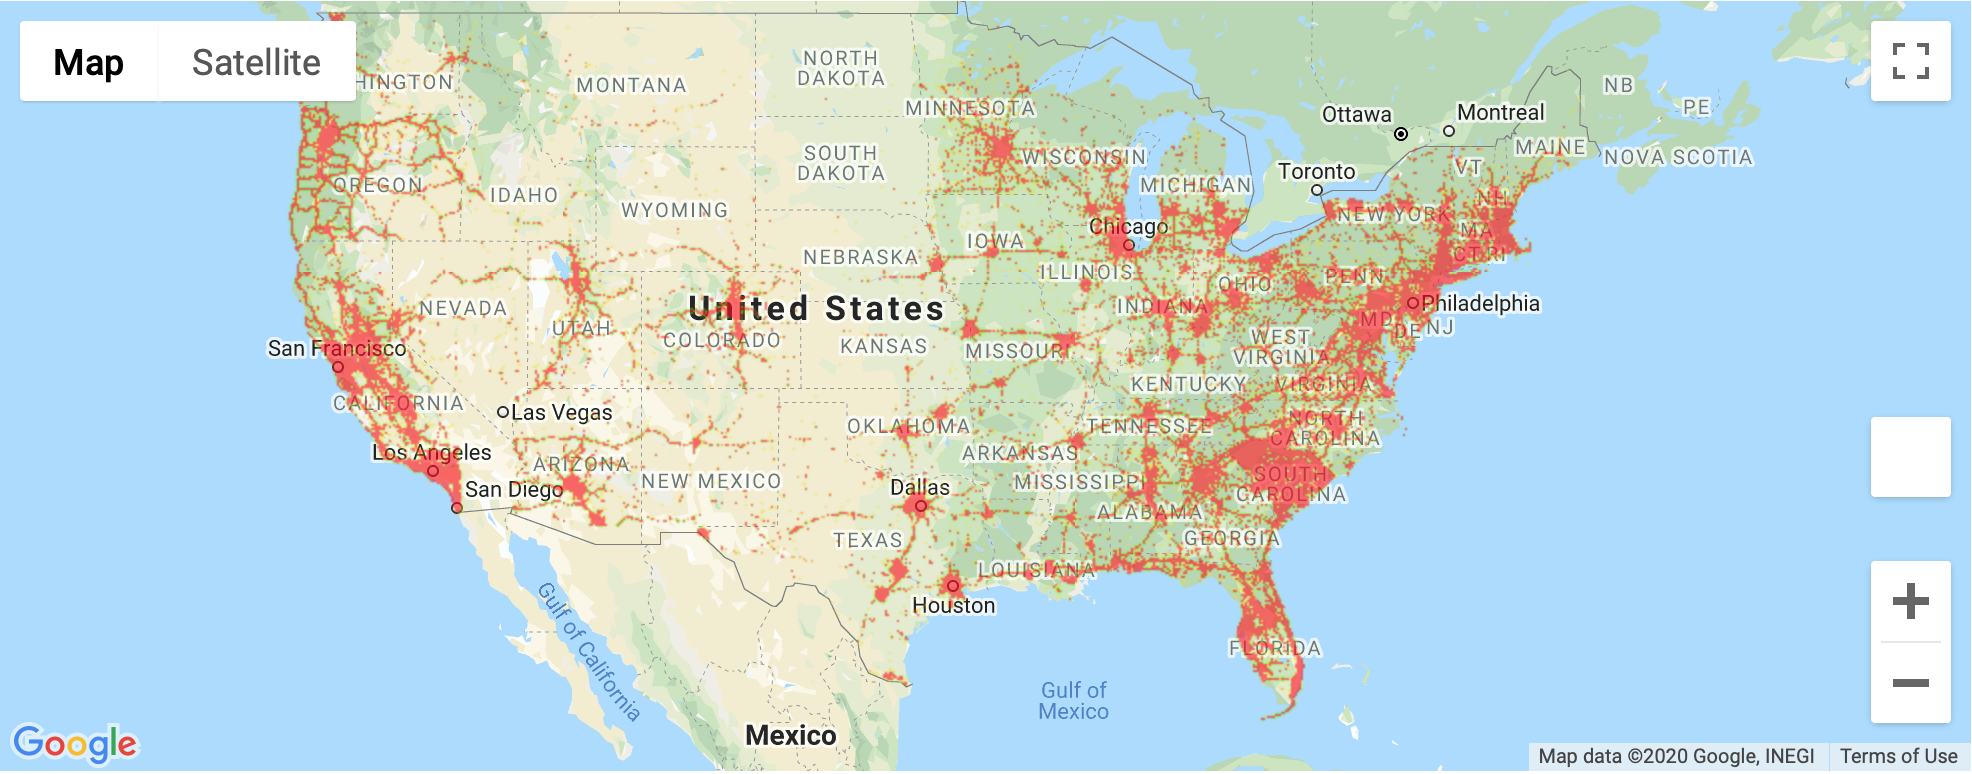 Map
Satellite
HINGTON
MONTANA
NORTH
DAKOTA
MINNESOTA
Ottawa
Montreal
NB
PE
MAINE
NOVA SCOTIA
VT
SOUTH
DAKOTA
WISCONSIN
Toronto
MICHIGAN
OREGON
IDAHO
WYOMING
NH
NEW YORK
Chicago
MA
IOWA
CT RI
NEBRASKA
ILLINOIS
PENN
OHIO
NEVADA
United States
INDIANA
Philadelphia
UTAH
COLORADO
KANSAS
MISSOURI
MD
DE
NJ
WEST
VIRGINIA
San Francisco
KENTUCKY
VIRGINIA
CALIFORNIA
Las Vegas
OKLAHOMA
TENNESSEE
NORTH
CAROLINA
Los Angeles
ARIZONA
ARKANSAS
NEW MEXICO
MISSISSIPPI
SOUTH
CAROLINA
San Diego
Dallas
ALABAMA
TEXAS
GEORGIA
LOUISIANA
Houston
Gulf of California
FLORIDA
Gulf of
Mexico
Mexico
Google
Map data ©2020 Google, INEGI
Terms of Use